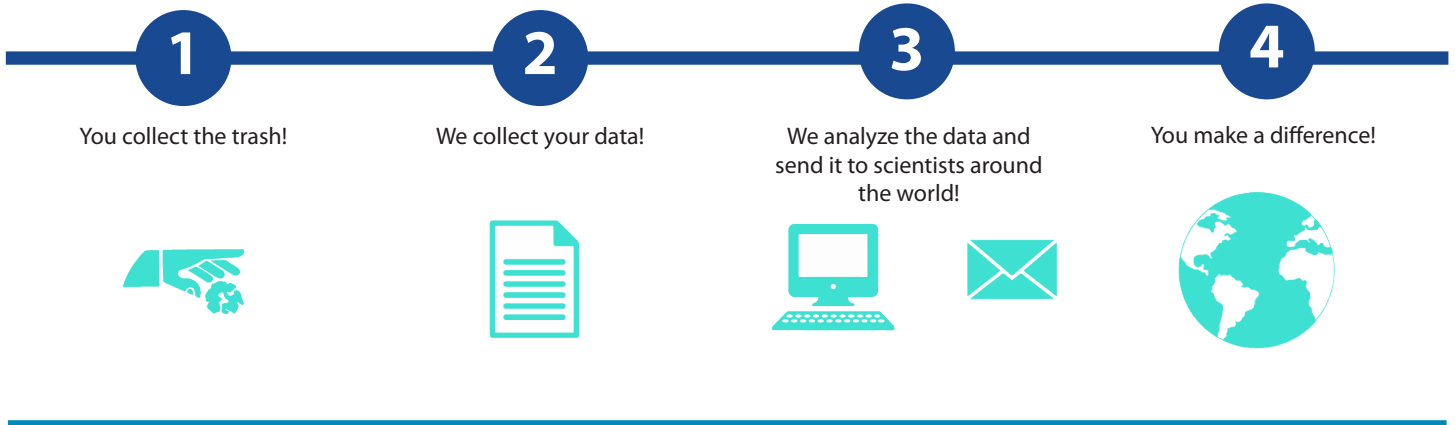 1
2
3
4
You collect the trash!
We collect your data!
We analyze the data and
send it to scientists around
the world!
You make a difference!